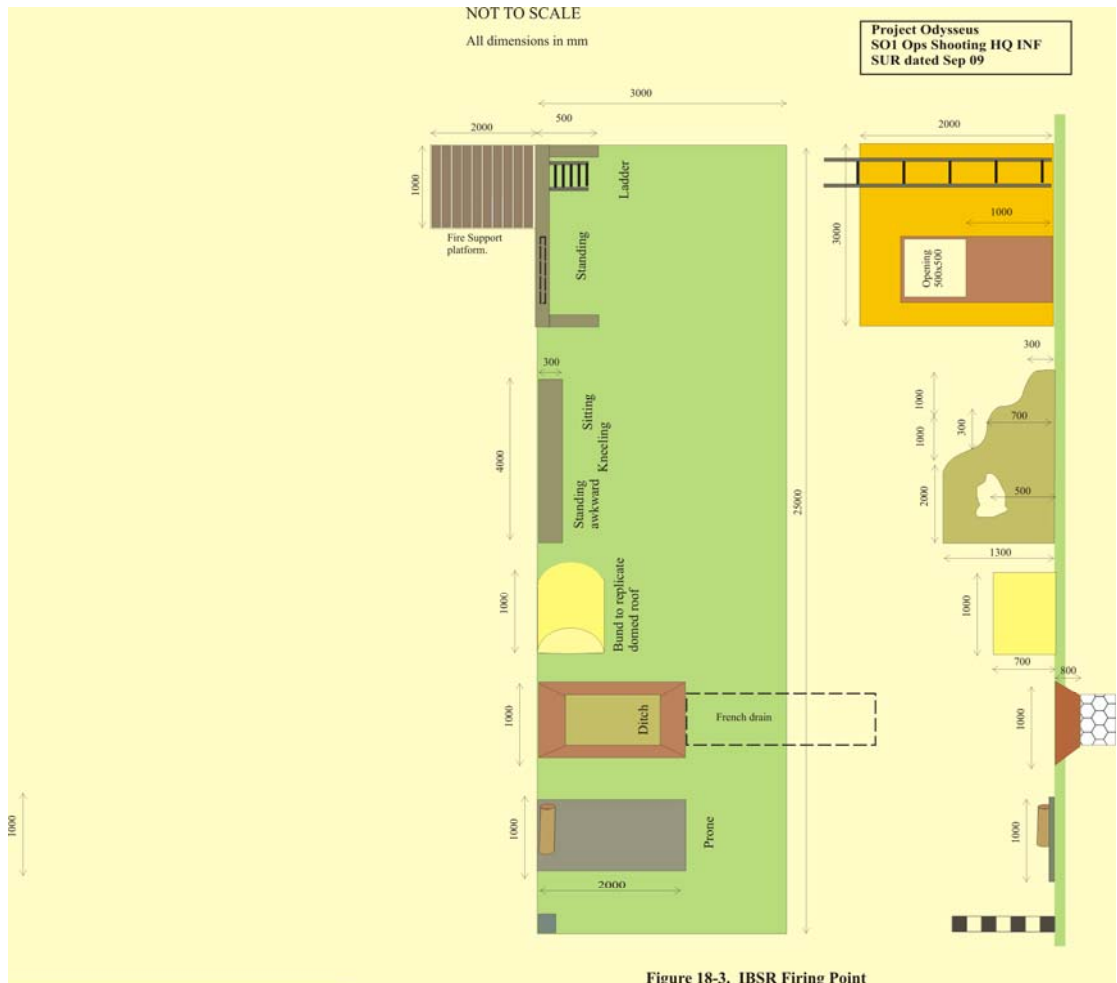 NOT TO SCALE
All dimensions in mm
Project Odysseus
SO1 Ops Shooting HQ INF
SUR dated Sep 09
3000
2000
500
2000
1000
Ladder
Fire Support
platform.
Standing
3000
1000
Opening
500x500
300
300
4000
Sitting
Kneeling
Standing
awkward
25000
1000
1000
300
700
2000
500
1300
1000
Bund to replicate
domed roof
1000
700
800
1000
Ditch
French drain
1000
1000
1000
Prone
2000
1000
Figure 18-3. IBSR Firing Point